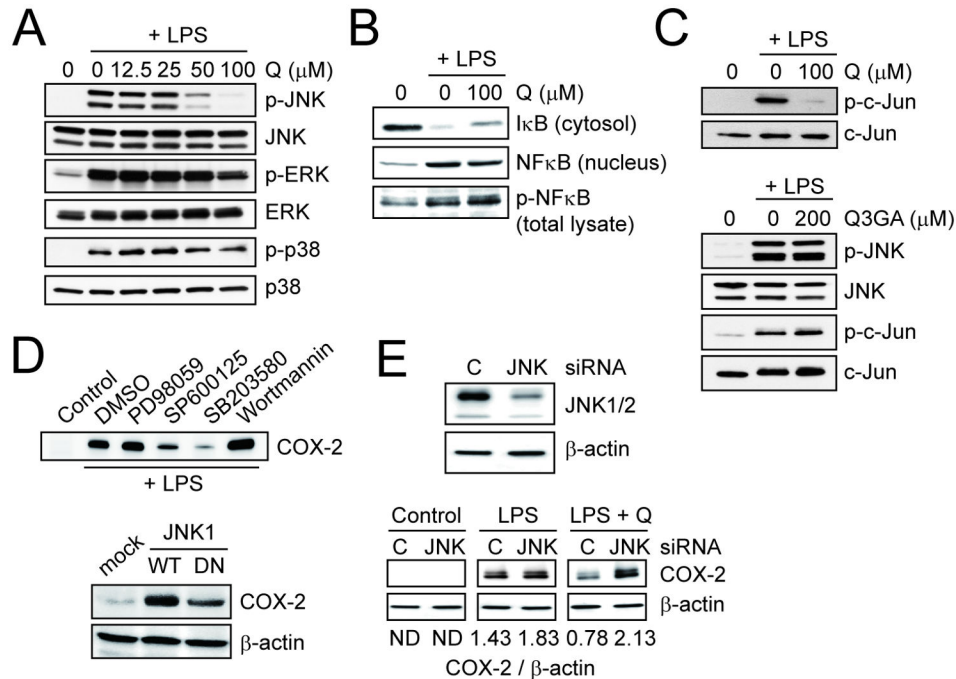 A
+ LPS
0 0 12.5 25 50 100 Q (μM)
p-JNK
JNK
p-ERK
ERK
p-p38
p38
B
+ LPS
0 0 100 Q (μM)
IκB (cytosol)
NFκB (nucleus)
p-NFκB
(total lysate)
C
+ LPS
0 0 100 Q (μM)
p-c-Jun
c-Jun
+ LPS
0 0 200 Q3GA (μM)
p-JNK
JNK
p-c-Jun
c-Jun
D
Control DMSO PD98059 SP600125 SB203580 Wortmannin
COX-2
+ LPS
JNK1
mock WT DN
COX-2
β-actin
E
C JNK siRNA
JNK1/2
β-actin
Control LPS LPS + Q
C JNK C JNK C JNK siRNA
COX-2
β-actin
ND ND 1.43 1.83 0.78 2.13
COX-2 / β-actin